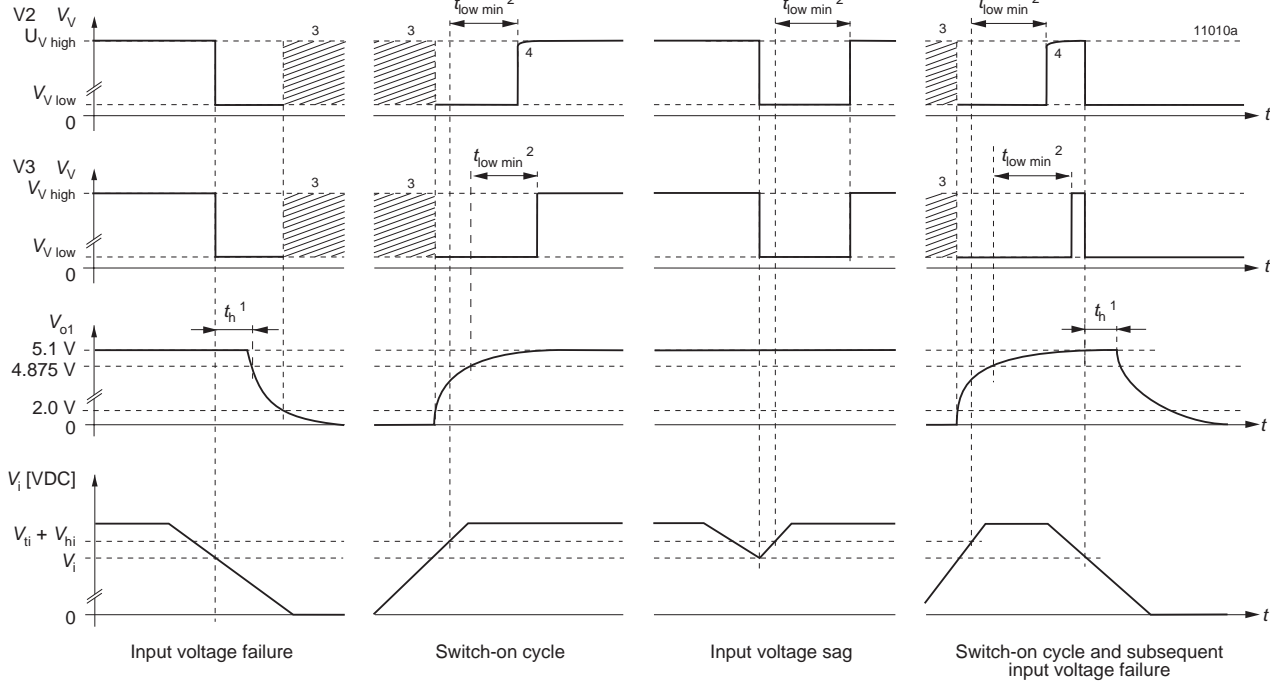 V2 V_V
U_V high
V_V low
0
3
3
t_low min 2
4
t_low min 2
3
t_low min 2
4
11010a
t
V3 V_V
V_V high
V_V low
0
3
3
t_low min 2
3
t_low min 2
t
V_o1
5.1 V
4.875 V
2.0 V
0
t_h 1
t_h 1
t
V_i [VDC]
V_ti + V_hi
V_i
0
t
Input voltage failure
Switch-on cycle
Input voltage sag
Switch-on cycle and subsequent
input voltage failure